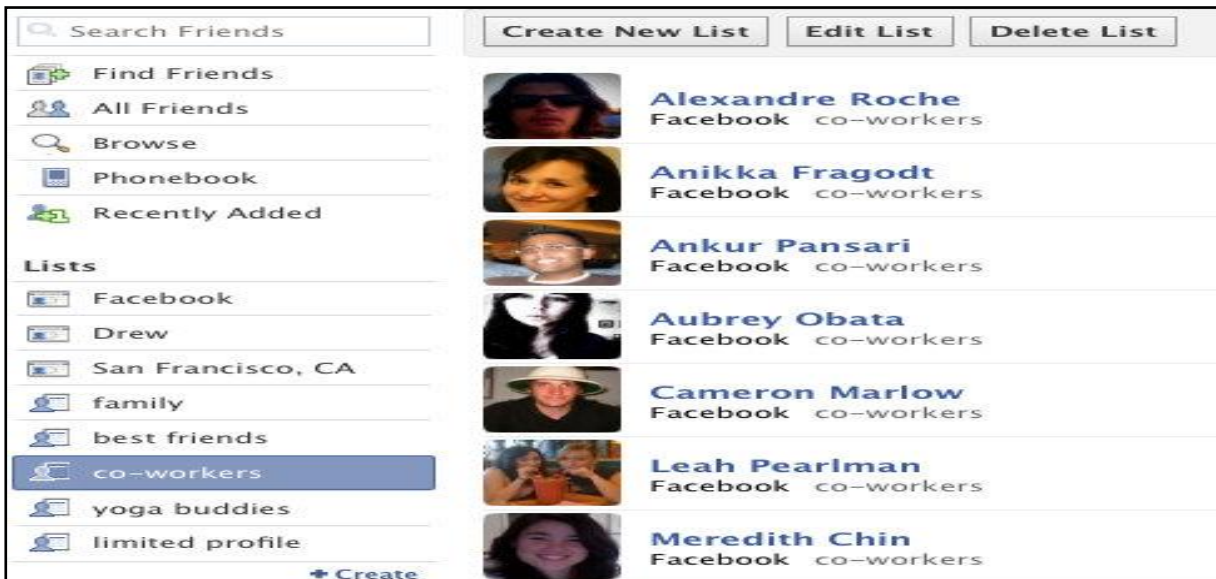 Search Friends
Find Friends
All Friends
Browse
Phonebook
Recently Added
Lists
Facebook
Drew
San Francisco, CA
family
best friends
co-workers
yoga buddies
limited profile
+ Create
Create New List
Edit List
Delete List
Alexandre Roche
Facebook co-workers
Anikka Fragodt
Facebook co-workers
Ankur Pansari
Facebook co-workers
Aubrey Obata
Facebook co-workers
Cameron Marlow
Facebook co-workers
Leah Pearlman
Facebook co-workers
Meredith Chin
Facebook co-workers